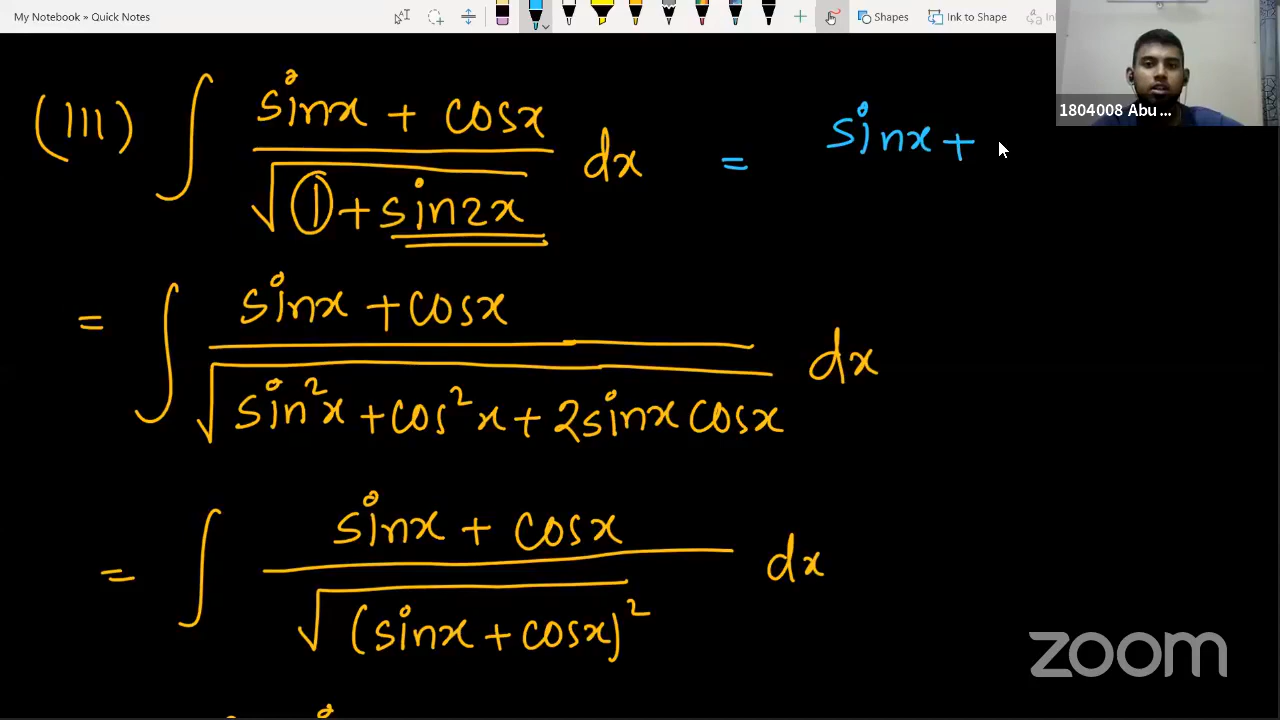 My Notebook » Quick Notes
Shapes
Ink to Shape
1804008 Abu ...
(III) ∫ (sinx + cosx) / √(1 + sin2x) dx = sinx +
= ∫ (sinx + cosx) / √(sin²x + cos²x + 2sinx cosx) dx
= ∫ (sinx + cosx) / √((sinx + cosx)²) dx
zoom